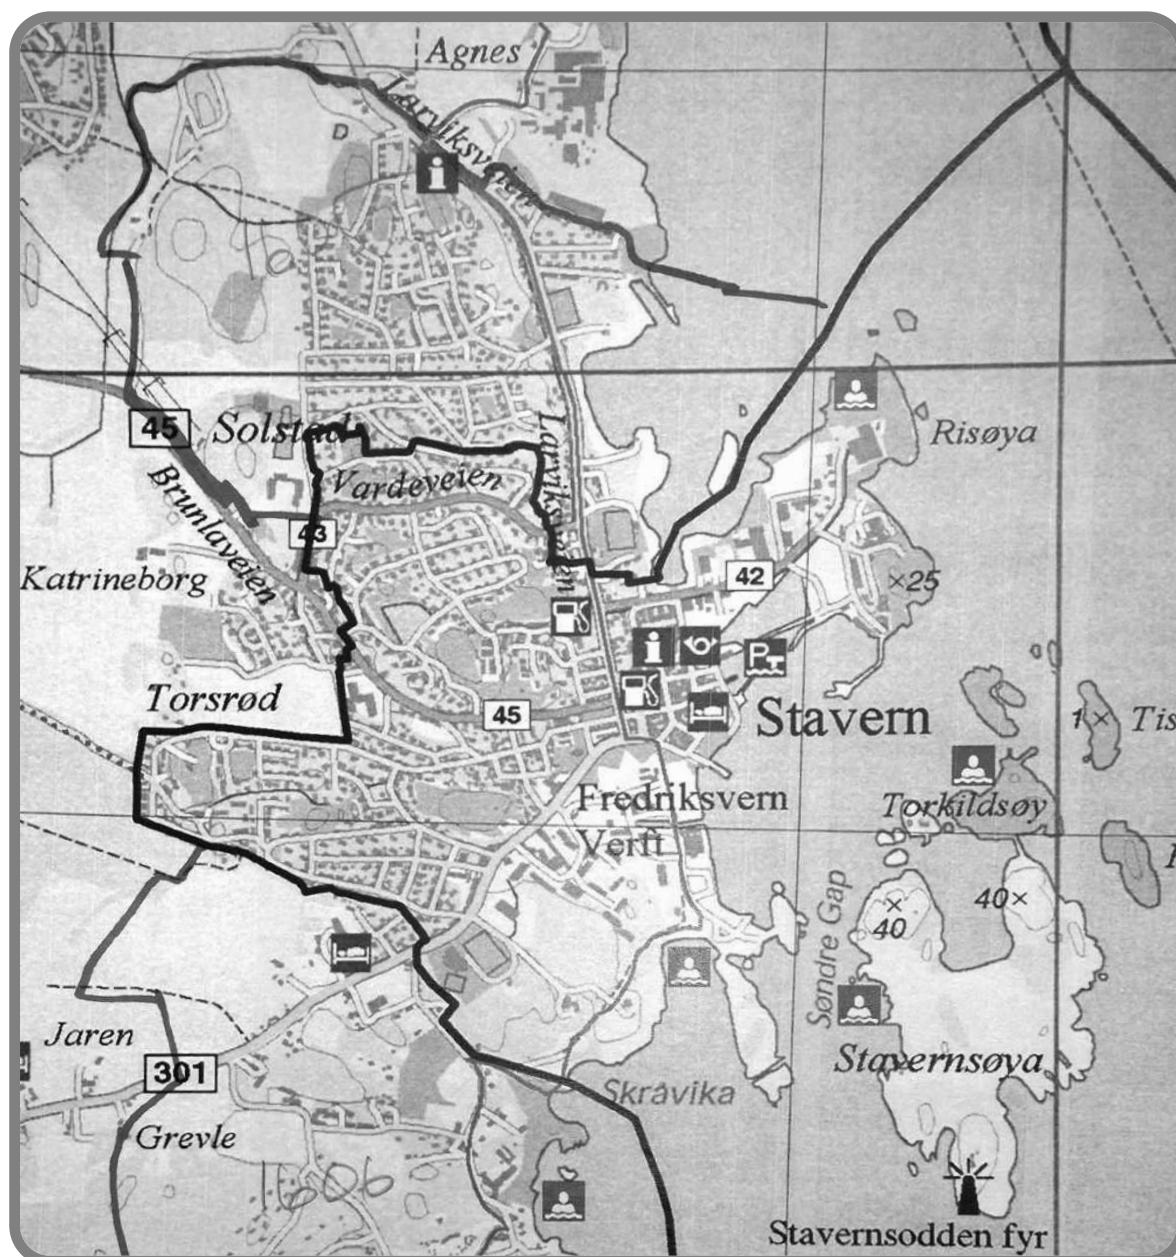 Agnes
Larviksveien
D
i
Risøya
45
Solstad
Larviksveien
Vardeveien
Brunlaveien
43
Katrineborg
×25
42
i
P
Torsrød
45
Stavern
1×
Tis
Fredriksvern
Verft
Torkildsøy
40×
×
40
Søndre Gap
Jaren
301
Stavernsøya
Skråvika
Grevle
Stavernsodden fyr